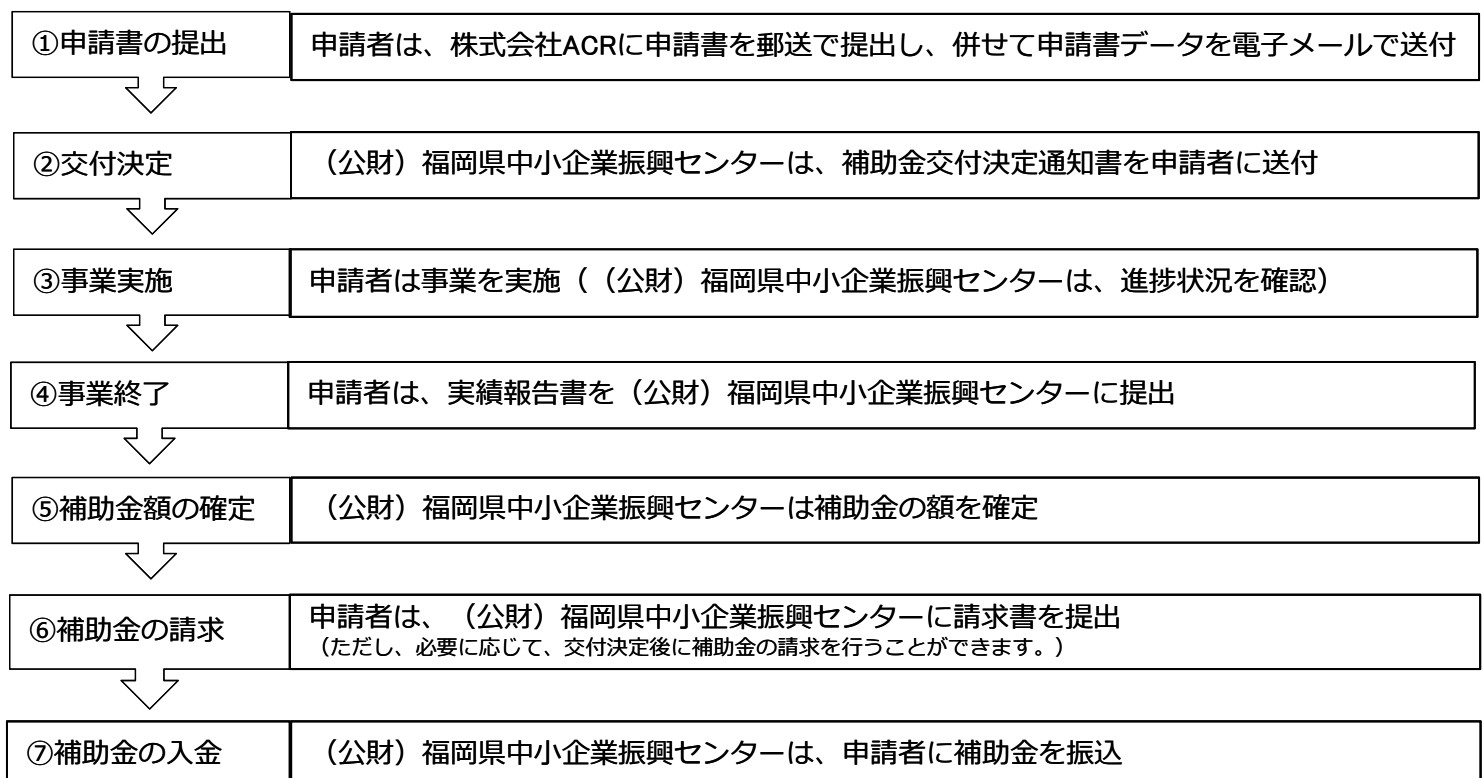 ①申請書の提出
申請者は、株式会社ACRに申請書を郵送で提出し、併せて申請書データを電子メールで送付
②交付決定
（公財）福岡県中小企業振興センターは、補助金交付決定通知書を申請者に送付
③事業実施
申請者は事業を実施（（公財）福岡県中小企業振興センターは、進捗状況を確認）
④事業終了
申請者は、実績報告書を（公財）福岡県中小企業振興センターに提出
⑤補助金額の確定
（公財）福岡県中小企業振興センターは補助金の額を確定
⑥補助金の請求
申請者は、（公財）福岡県中小企業振興センターに請求書を提出
（ただし、必要に応じて、交付決定後に補助金の請求を行うことができます。）
⑦補助金の入金
（公財）福岡県中小企業振興センターは、申請者に補助金を振込